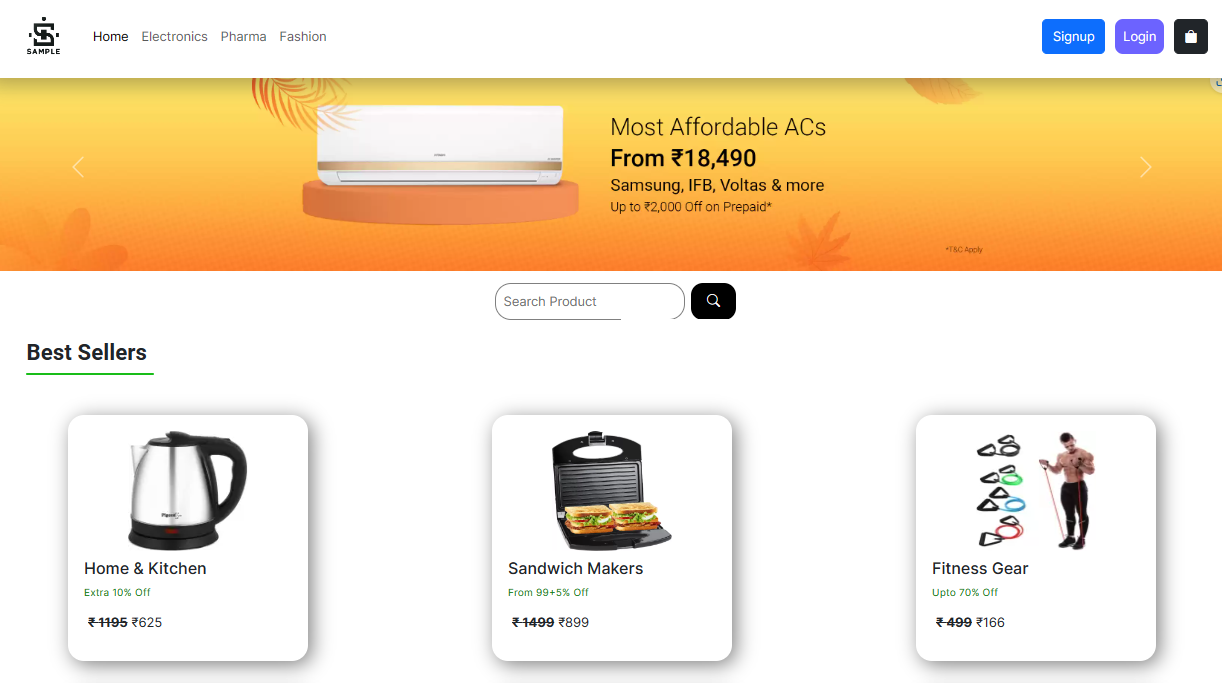 SAMPLE
Home Electronics Pharma Fashion
Signup Login
Most Affordable ACs
From ₹18,490
Samsung, IFB, Voltas & more
Up to ₹2,000 Off on Prepaid*
*T&C Apply
Search Product
Best Sellers
Home & Kitchen
Extra 10% Off
₹ 1195 ₹625
Sandwich Makers
From 99+5% Off
₹ 1499 ₹899
Fitness Gear
Upto 70% Off
₹ 499 ₹166